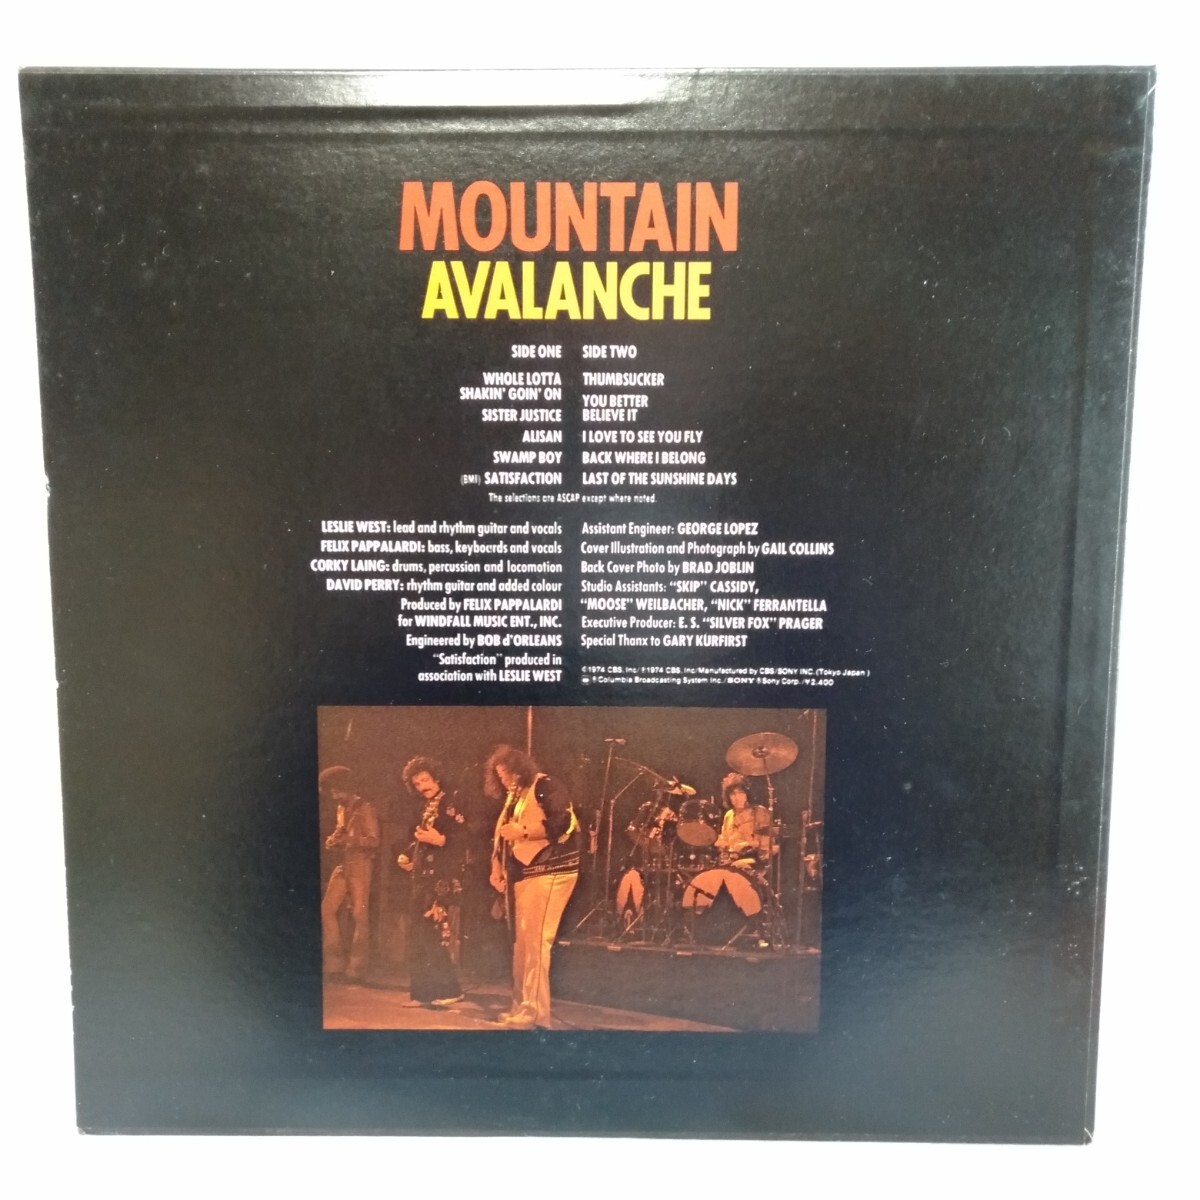 MOUNTAIN
AVALANCHE
SIDE ONE
WHOLE LOTTA
SHAKIN' GOIN' ON
SISTER JUSTICE
ALISAN
SWAMP BOY
(BMI) SATISFACTION
SIDE TWO
THUMBSUCKER
YOU BETTER
BELIEVE IT
I LOVE TO SEE YOU FLY
BACK WHERE I BELONG
LAST OF THE SUNSHINE DAYS
The selections are ASCAP except where noted.
LESLIE WEST: lead and rhythm guitar and vocals
FELIX PAPPALARDI: bass, keyboards and vocals
CORKY LAING: drums, percussion and locomotion
DAVID PERRY: rhythm guitar and added colour
Produced by FELIX PAPPALARDI
for WINDFALL MUSIC ENT., INC.
Engineered by BOB d'ORLEANS
"Satisfaction" produced in
association with LESLIE WEST
Assistant Engineer: GEORGE LOPEZ
Cover Illustration and Photograph by GAIL COLLINS
Back Cover Photo by BRAD JOBLIN
Studio Assistants: "SKIP" CASSIDY,
"MOOSE" WEILBACHER, "NICK" FERRANTELLA
Executive Producer: E. S. "SILVER FOX" PRAGER
Special Thanx to GARY KURFIRST
©1974 CBS, Inc/℗1974 CBS, Inc/Manufactured by CBS/SONY INC. (Tokyo Japan)
®Columbia Broadcasting System Inc./SONY ®Sony Corp./¥2,400